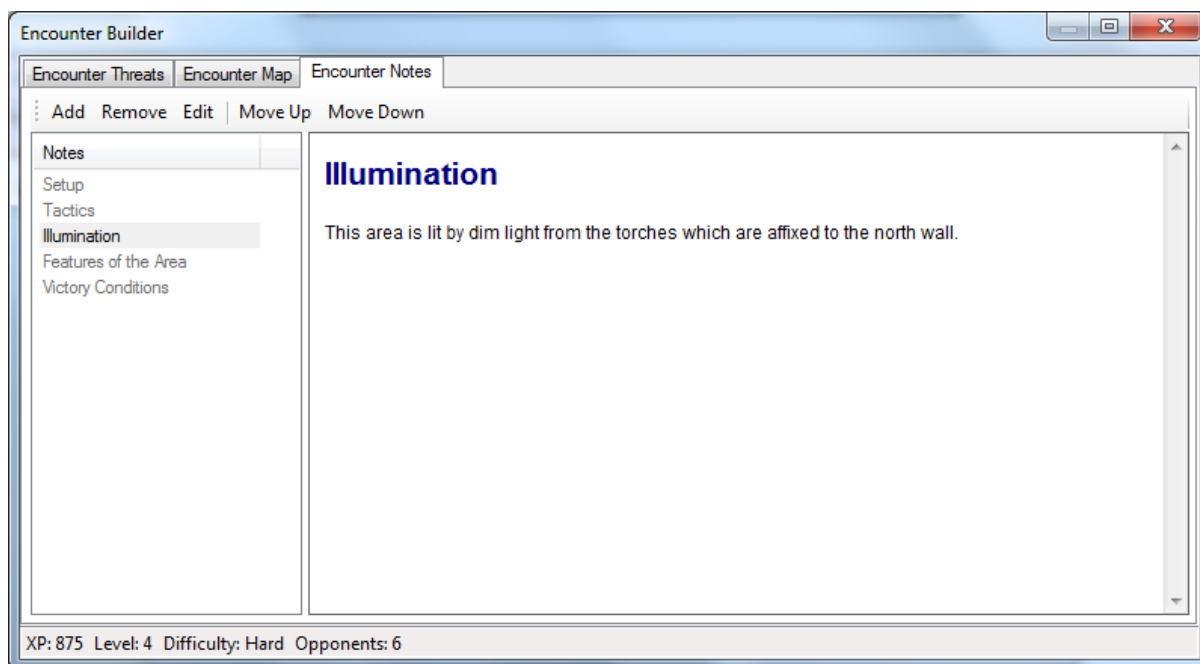 Encounter Builder
Encounter Threats Encounter Map Encounter Notes
Add Remove Edit Move Up Move Down
Notes
Setup
Tactics
Illumination
Features of the Area
Victory Conditions
Illumination
This area is lit by dim light from the torches which are affixed to the north wall.
XP: 875 Level: 4 Difficulty: Hard Opponents: 6